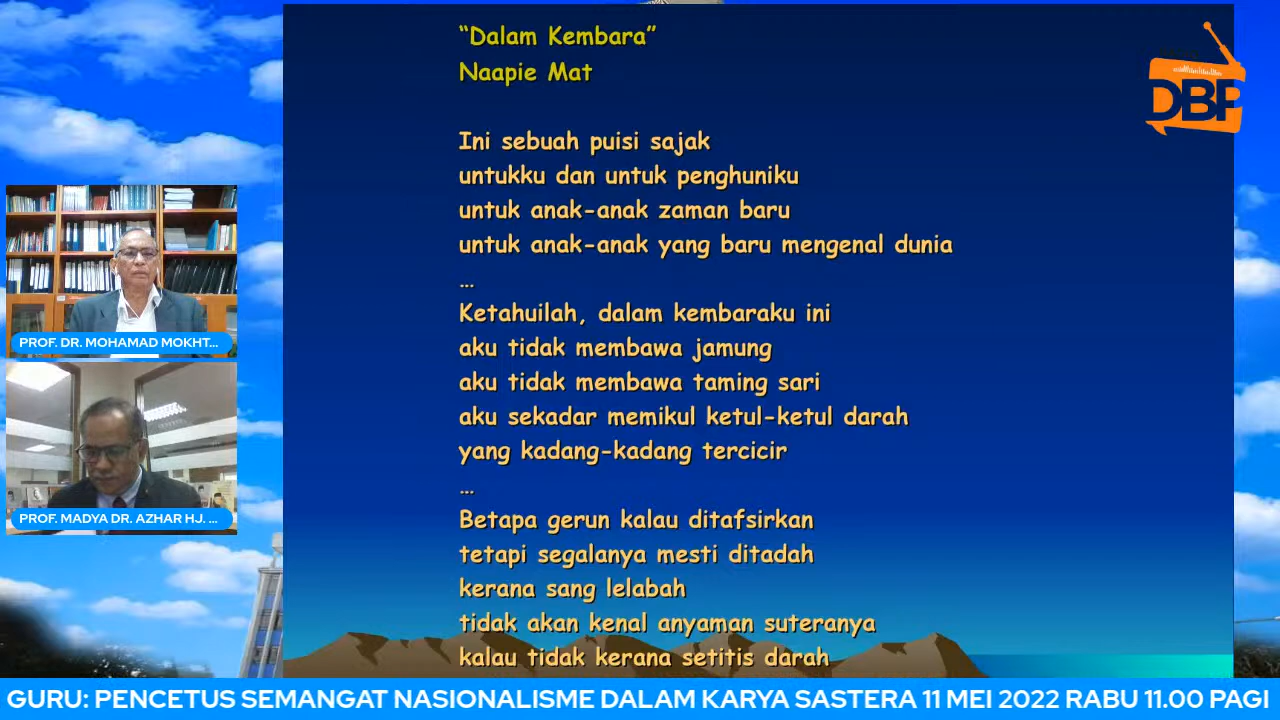 “Dalam Kembara”
Naapie Mat
Ini sebuah puisi sajak
untukku dan untuk penghuniku
untuk anak-anak zaman baru
untuk anak-anak yang baru mengenal dunia
...
Ketahuilah, dalam kembaraku ini
aku tidak membawa jamung
aku tidak membawa taming sari
aku sekadar memikul ketul-ketul darah
yang kadang-kadang tercicir
...
Betapa gerun kalau ditafsirkan
tetapi segalanya mesti ditadah
kerana sang lelabah
tidak akan kenal anyaman suteranya
kalau tidak kerana setitis darah
DBP
PROF. DR. MOHAMAD MOKHT...
PROF. MADYA DR. AZHAR HJ. ...
GURU: PENCETUS SEMANGAT NASIONALISME DALAM KARYA SASTERA 11 MEI 2022 RABU 11.00 PAGI